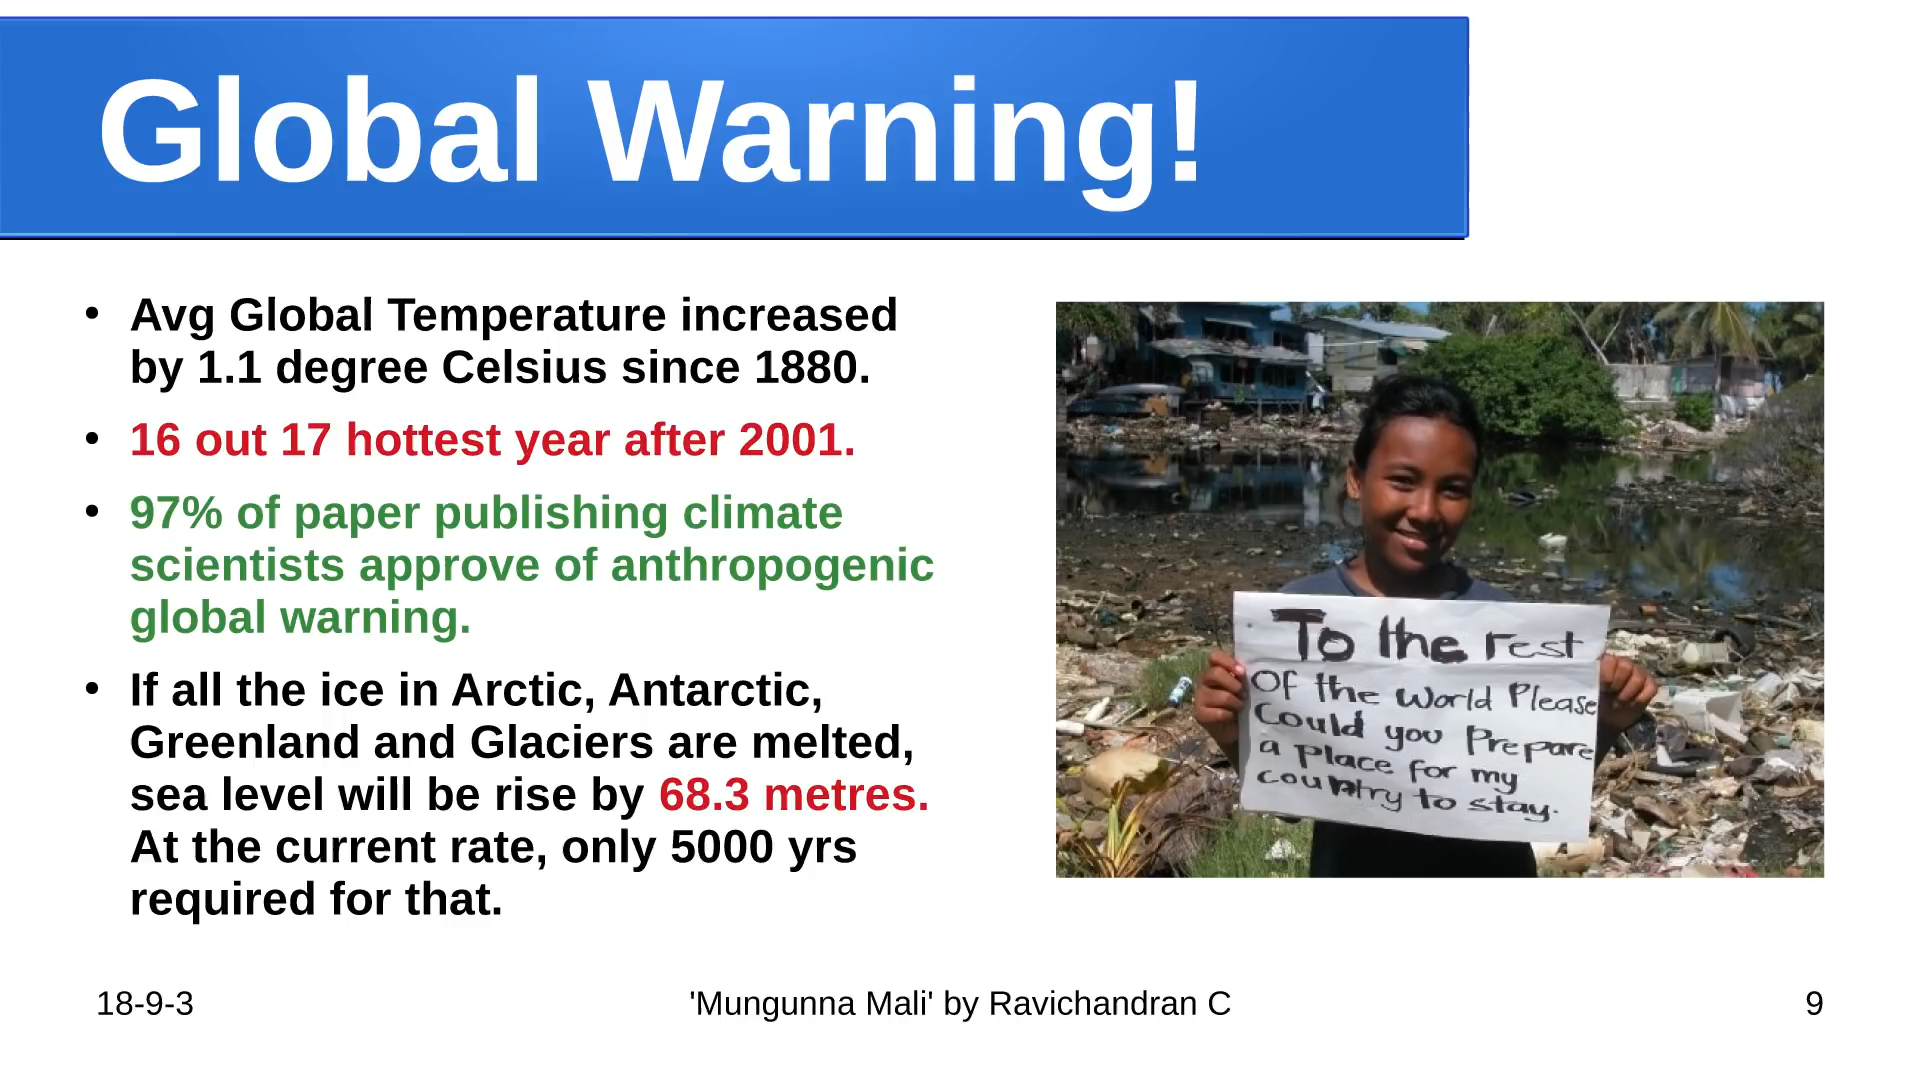 Global Warning!
• Avg Global Temperature increased
by 1.1 degree Celsius since 1880.
• 16 out 17 hottest year after 2001.
• 97% of paper publishing climate
scientists approve of anthropogenic
global warning.
• If all the ice in Arctic, Antarctic,
Greenland and Glaciers are melted,
sea level will be rise by 68.3 metres.
At the current rate, only 5000 yrs
required for that.
To the rest
Of the World Please
Could you Prepare
a Place for my
country to stay.
18-9-3
'Mungunna Mali' by Ravichandran C
9